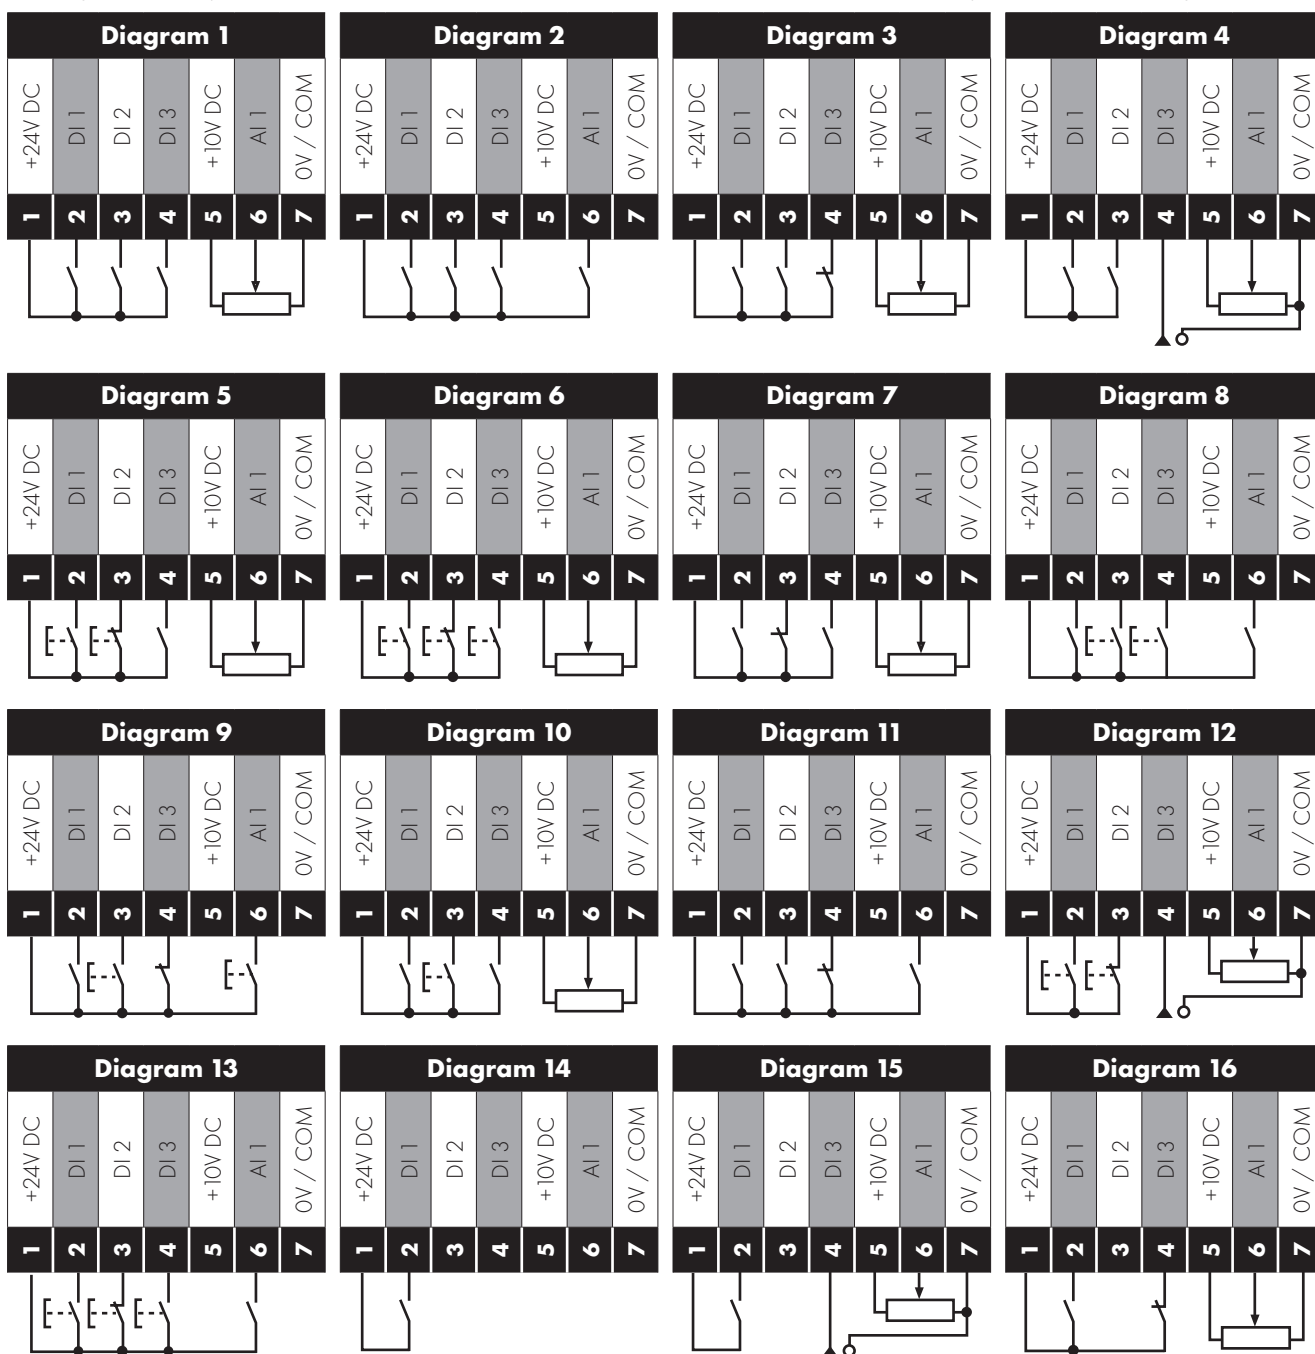 Diagram 1 Diagram 2 Diagram 3 Diagram 4
+24V DC DI 1 DI 2 DI 3 +10V DC AI 1 0V / COM +24V DC DI 1 DI 2 DI 3 +10V DC AI 1 0V / COM +24V DC DI 1 DI 2 DI 3 +10V DC AI 1 0V / COM +24V DC DI 1 DI 2 DI 3 +10V DC AI 1 0V / COM
1 2 3 4 5 6 7 1 2 3 4 5 6 7 1 2 3 4 5 6 7 1 2 3 4 5 6 7
Diagram 5 Diagram 6 Diagram 7 Diagram 8
+24V DC DI 1 DI 2 DI 3 +10V DC AI 1 0V / COM +24V DC DI 1 DI 2 DI 3 +10V DC AI 1 0V / COM +24V DC DI 1 DI 2 DI 3 +10V DC AI 1 0V / COM +24V DC DI 1 DI 2 DI 3 +10V DC AI 1 0V / COM
1 2 3 4 5 6 7 1 2 3 4 5 6 7 1 2 3 4 5 6 7 1 2 3 4 5 6 7
Diagram 9 Diagram 10 Diagram 11 Diagram 12
+24V DC DI 1 DI 2 DI 3 +10V DC AI 1 0V / COM +24V DC DI 1 DI 2 DI 3 +10V DC AI 1 0V / COM +24V DC DI 1 DI 2 DI 3 +10V DC AI 1 0V / COM +24V DC DI 1 DI 2 DI 3 +10V DC AI 1 0V / COM
1 2 3 4 5 6 7 1 2 3 4 5 6 7 1 2 3 4 5 6 7 1 2 3 4 5 6 7
Diagram 13 Diagram 14 Diagram 15 Diagram 16
+24V DC DI 1 DI 2 DI 3 +10V DC AI 1 0V / COM +24V DC DI 1 DI 2 DI 3 +10V DC AI 1 0V / COM +24V DC DI 1 DI 2 DI 3 +10V DC AI 1 0V / COM +24V DC DI 1 DI 2 DI 3 +10V DC AI 1 0V / COM
1 2 3 4 5 6 7 1 2 3 4 5 6 7 1 2 3 4 5 6 7 1 2 3 4 5 6 7